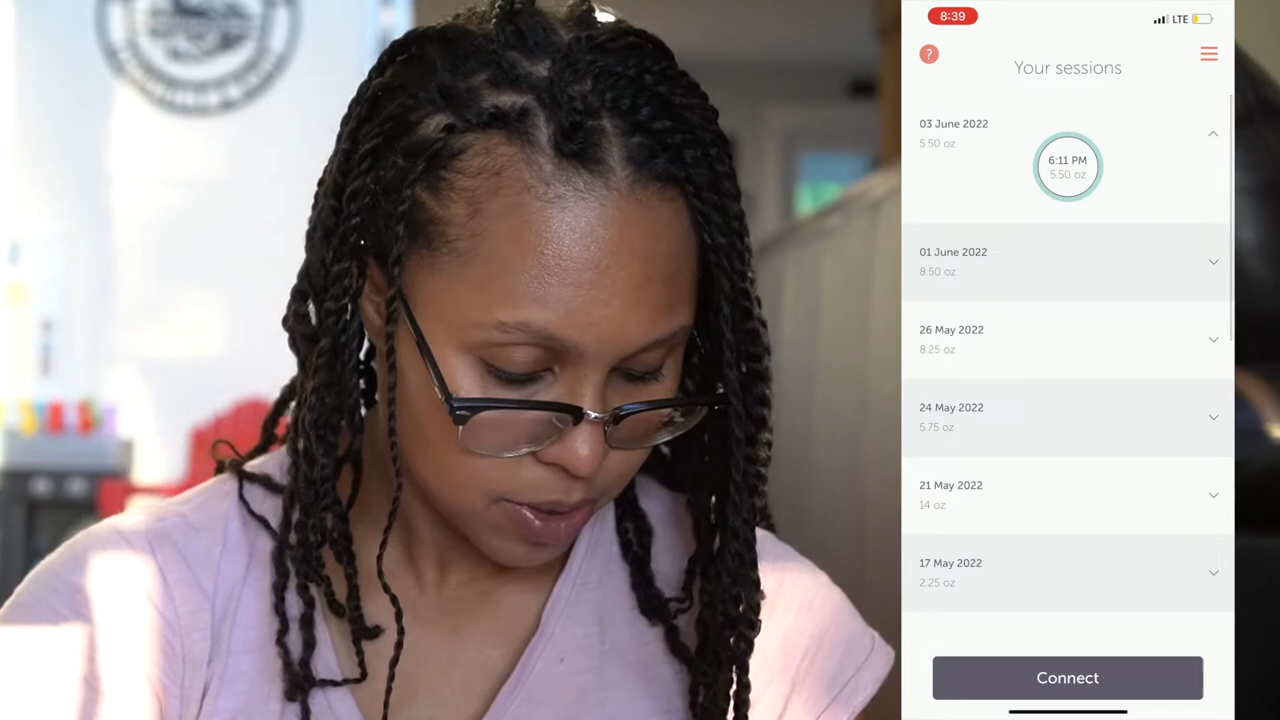 8:39
LTE
?
Your sessions
03 June 2022
5.50 oz
6:11 PM
5.50 oz
01 June 2022
8.50 oz
26 May 2022
8.25 oz
24 May 2022
5.75 oz
21 May 2022
14 oz
17 May 2022
2.25 oz
Connect